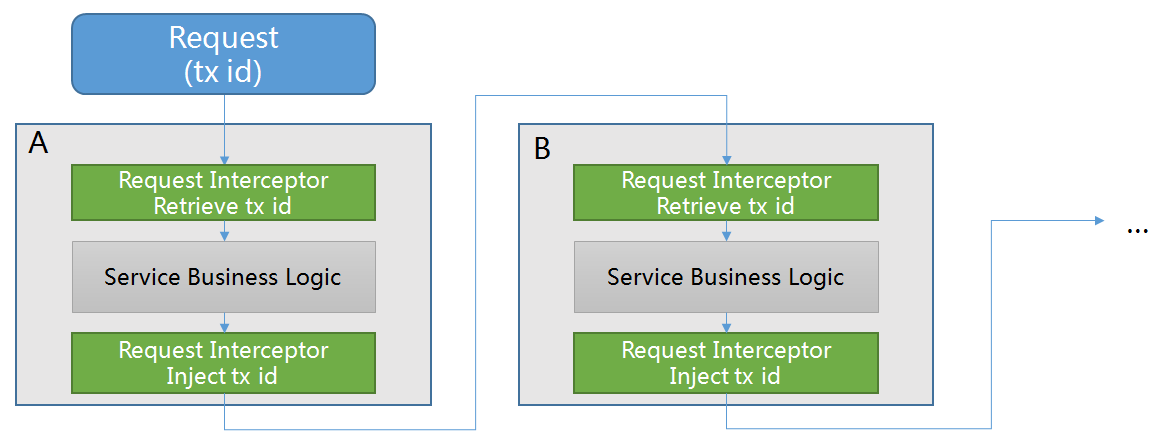 Request
(tx id)
A
Request Interceptor
Retrieve tx id
Service Business Logic
Request Interceptor
Inject tx id
B
Request Interceptor
Retrieve tx id
Service Business Logic
Request Interceptor
Inject tx id
...